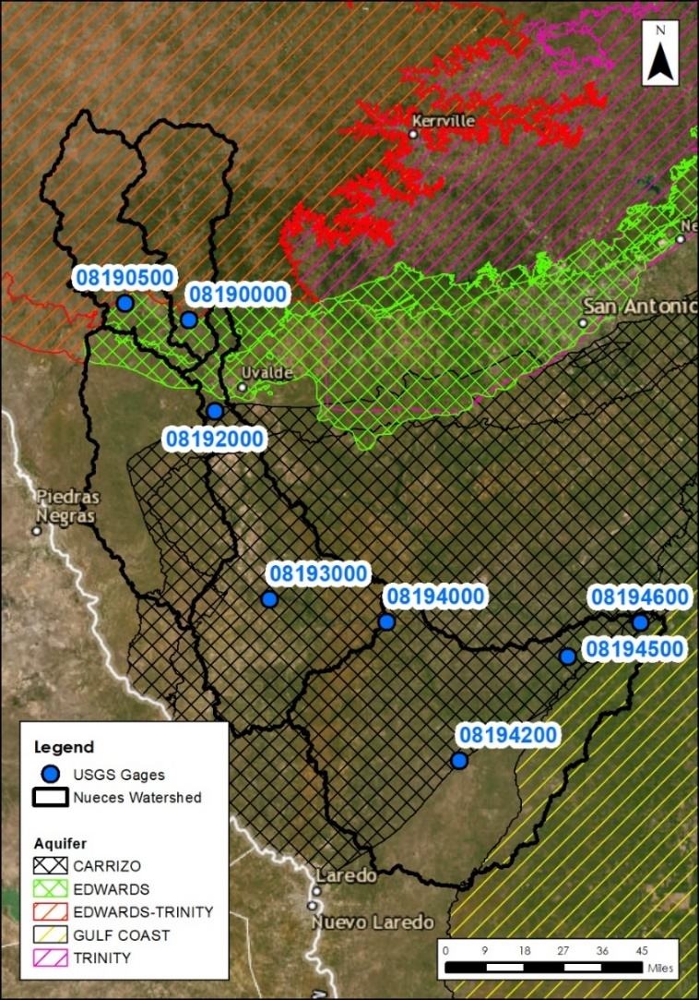 N
Kerrville
Ne
08190500
08190000
San Antonio
Uvalde
08192000
Piedras
Negras
08193000
08194000
08194600
08194500
08194200
Legend
USGS Gages
Nueces Watershed
Aquifer
CARRIZO
EDWARDS
EDWARDS-TRINITY
GULF COAST
TRINITY
Laredo
Nuevo Laredo
0 9 18 27 36 45
Miles